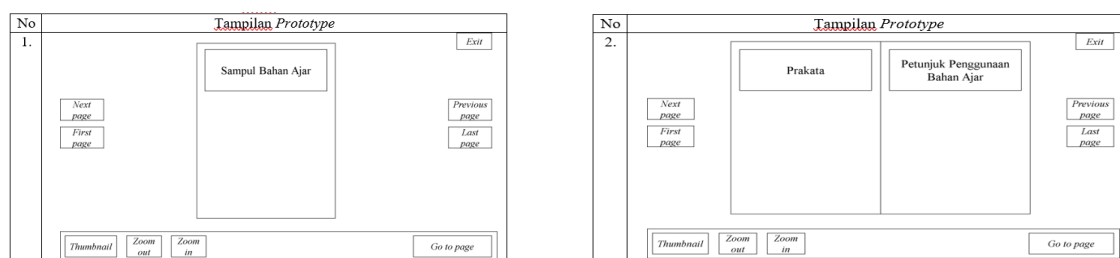 No Tampilan Prototype
1.
Exit
Sampul Bahan Ajar
Next
page
Previous
page
First
page
Last
page
Thumbnail
Zoom
out
Zoom
in
Go to page
No Tampilan Prototype
2.
Exit
Prakata
Petunjuk Penggunaan
Bahan Ajar
Next
page
Previous
page
First
page
Last
page
Thumbnail
Zoom
out
Zoom
in
Go to page